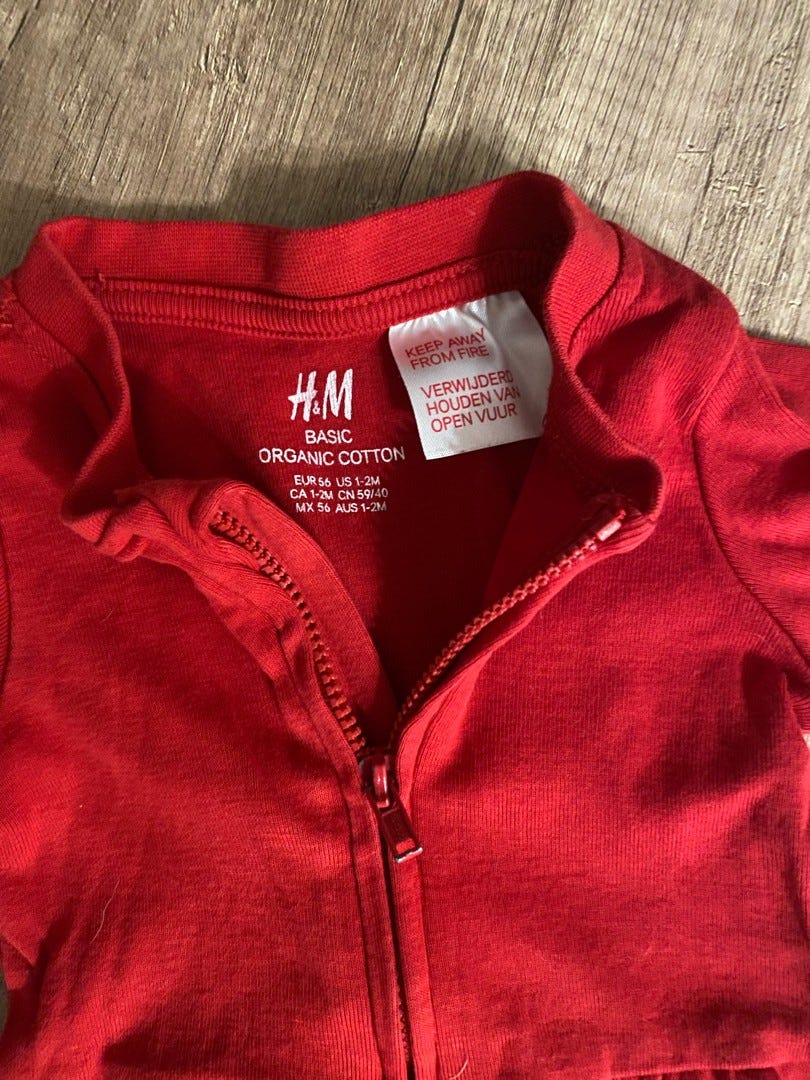 H&M
BASIC
ORGANIC COTTON
EUR 56 US 1-2M
CA 1-2M CN 59/40
MX 56 AUS 1-2M
KEEP AWAY
FROM FIRE
VERWIJDERD
HOUDEN VAN
OPEN VUUR